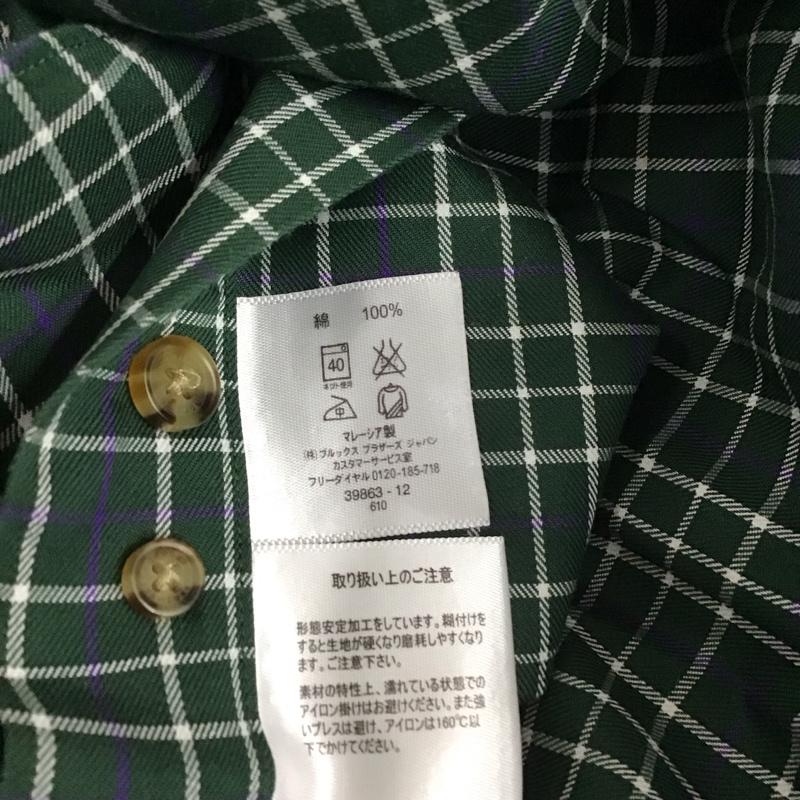 綿 100%
40
ネット使用
中
マレーシア製
(株)ブルックス ブラザーズ ジャパン
カスタマーサービス室
フリーダイヤル 0120-185-718
39863 - 12
610
取り扱い上のご注意
形態安定加工をしています。糊付けを
すると生地が硬くなり磨耗しやすくなり
ます。ご注意下さい。
素材の特性上、濡れている状態での
アイロン掛けはお避けください。また強
いプレスは避け、アイロンは160℃以
下でかけてください。